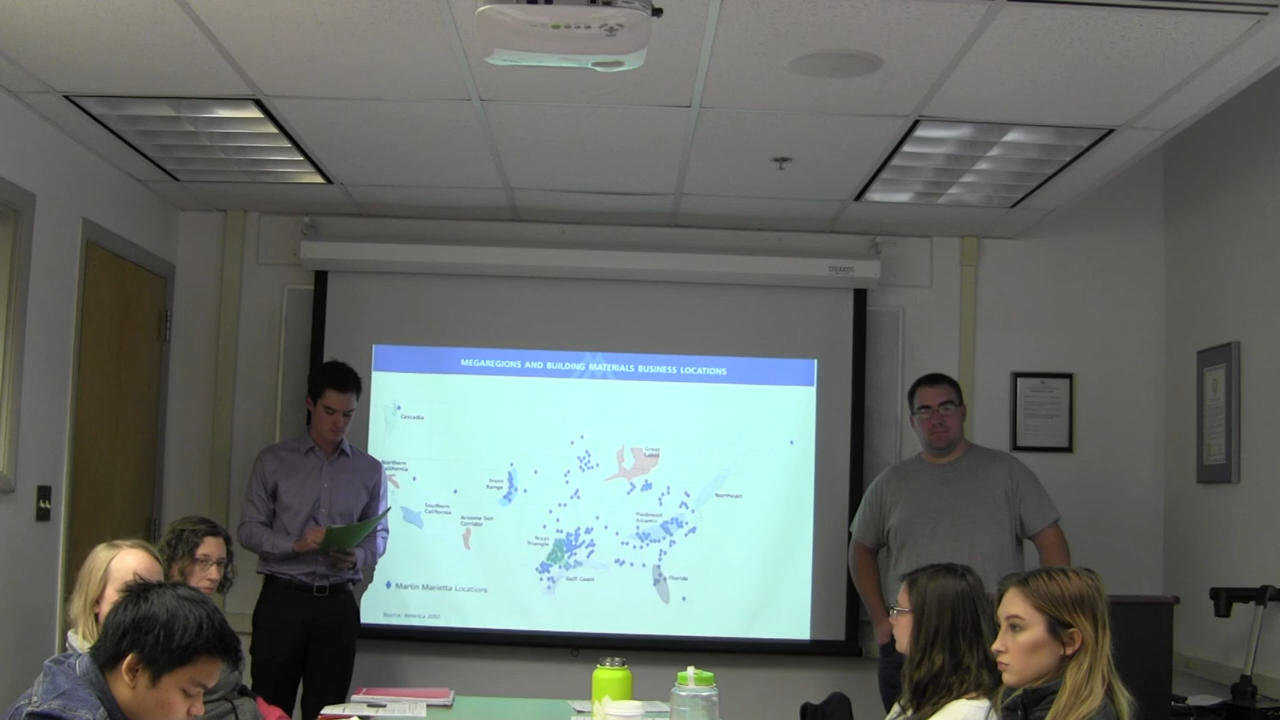 MEGAREGIONS AND BUILDING MATERIALS BUSINESS LOCATIONS
Cascadia
Great
Lakes
Northern
California
Front
Range
Northeast
Southern
California
Arizona Sun
Corridor
Piedmont
Atlantic
Texas
Triangle
Gulf Coast
Florida
Martin Marietta Locations
Source: America 2050